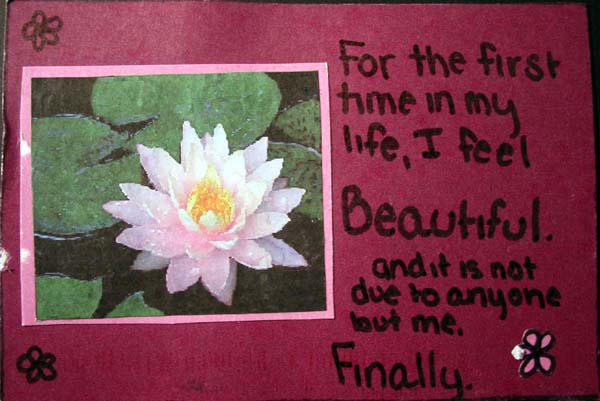 For the first
time in my
life, I feel
Beautiful.
and it is not
due to anyone
but me.
Finally.